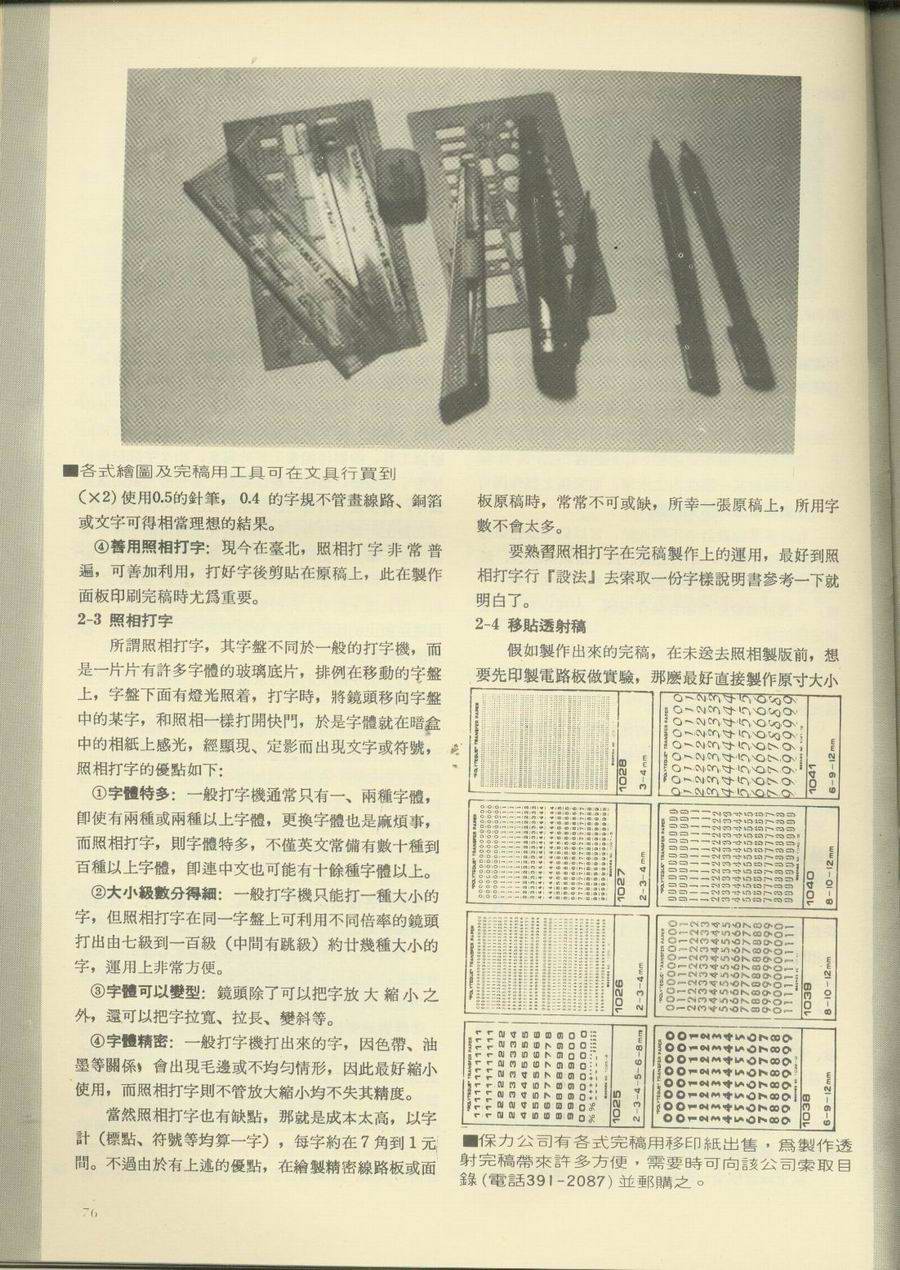 ■各式繪圖及完稿用工具可在文具行買到
(×2) 使用0.5的針筆，0.4 的字規不管畫線路、銅箔
或文字可得相當理想的結果。
④善用照相打字：現今在臺北，照相打字非常普
遍，可善加利用，打好字後剪貼在原稿上，此在製作
面板印刷完稿時尤爲重要。
2-3 照相打字
所謂照相打字，其字盤不同於一般的打字機，而
是一片片有許多字體的玻璃底片，排例在移動的字盤
上，字盤下面有燈光照着，打字時，將鏡頭移向字盤
中的某字，和照相一樣打開快門，於是字體就在暗盒
中的相紙上感光，經顯現、定影而出現文字或符號，
照相打字的優點如下：
①字體特多：一般打字機通常只有一、兩種字體，
卽使有兩種或兩種以上字體，更換字體也是麻煩事，
而照相打字，則字體特多，不僅英文常備有數十種到
百種以上字體，卽連中文也可能有十餘種字體以上。
②大小級數分得細：一般打字機只能打一種大小的
字，但照相打字在同一字盤上可利用不同倍率的鏡頭
打出由七級到一百級（中間有跳級）約廿幾種大小的
字，運用上非常方便。
③字體可以變型：鏡頭除了可以把字放大縮小之
外，還可以把字拉寬、拉長、變斜等。
④字體精密：一般打字機打出來的字，因色帶、油
墨等關係，會出現毛邊或不均勻情形，因此最好縮小
使用，而照相打字則不管放大縮小均不失其精度。
當然照相打字也有缺點，那就是成本太高，以字
計（標點、符號等均算一字），每字約在7角到1元
間。不過由於有上述的優點，在繪製精密線路板或面
板原稿時，常常不可或缺，所幸一張原稿上，所用字
數不會太多。
要熟習照相打字在完稿製作上的運用，最好到照
相打字行『設法』去索取一份字樣說明書參考一下就
明白了。
2-4 移貼透射稿
假如製作出來的完稿，在未送去照相製版前，想
要先印製電路板做實驗，那麼最好直接製作原寸大小
1028
3-4mm
1041
6-9-12mm
1027
2-3-4mm
1040
8-10-12mm
1026
2-3-4mm
1039
8-10-12mm
1025
2-3-4-5-6-8mm
1038
6-9-12mm
■保力公司有各式完稿用移印紙出售，爲製作透
射完稿帶來許多方便，需要時可向該公司索取目
錄(電話391-2087)並郵購之。
76